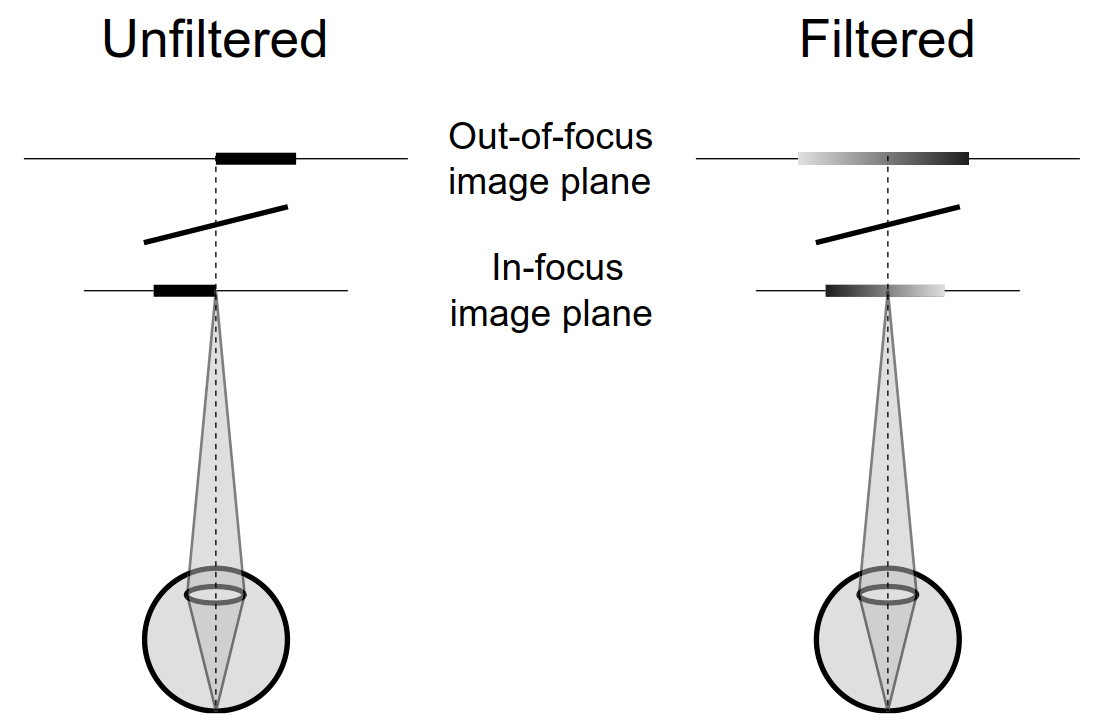 Unfiltered
Filtered
Out-of-focus
image plane
In-focus
image plane